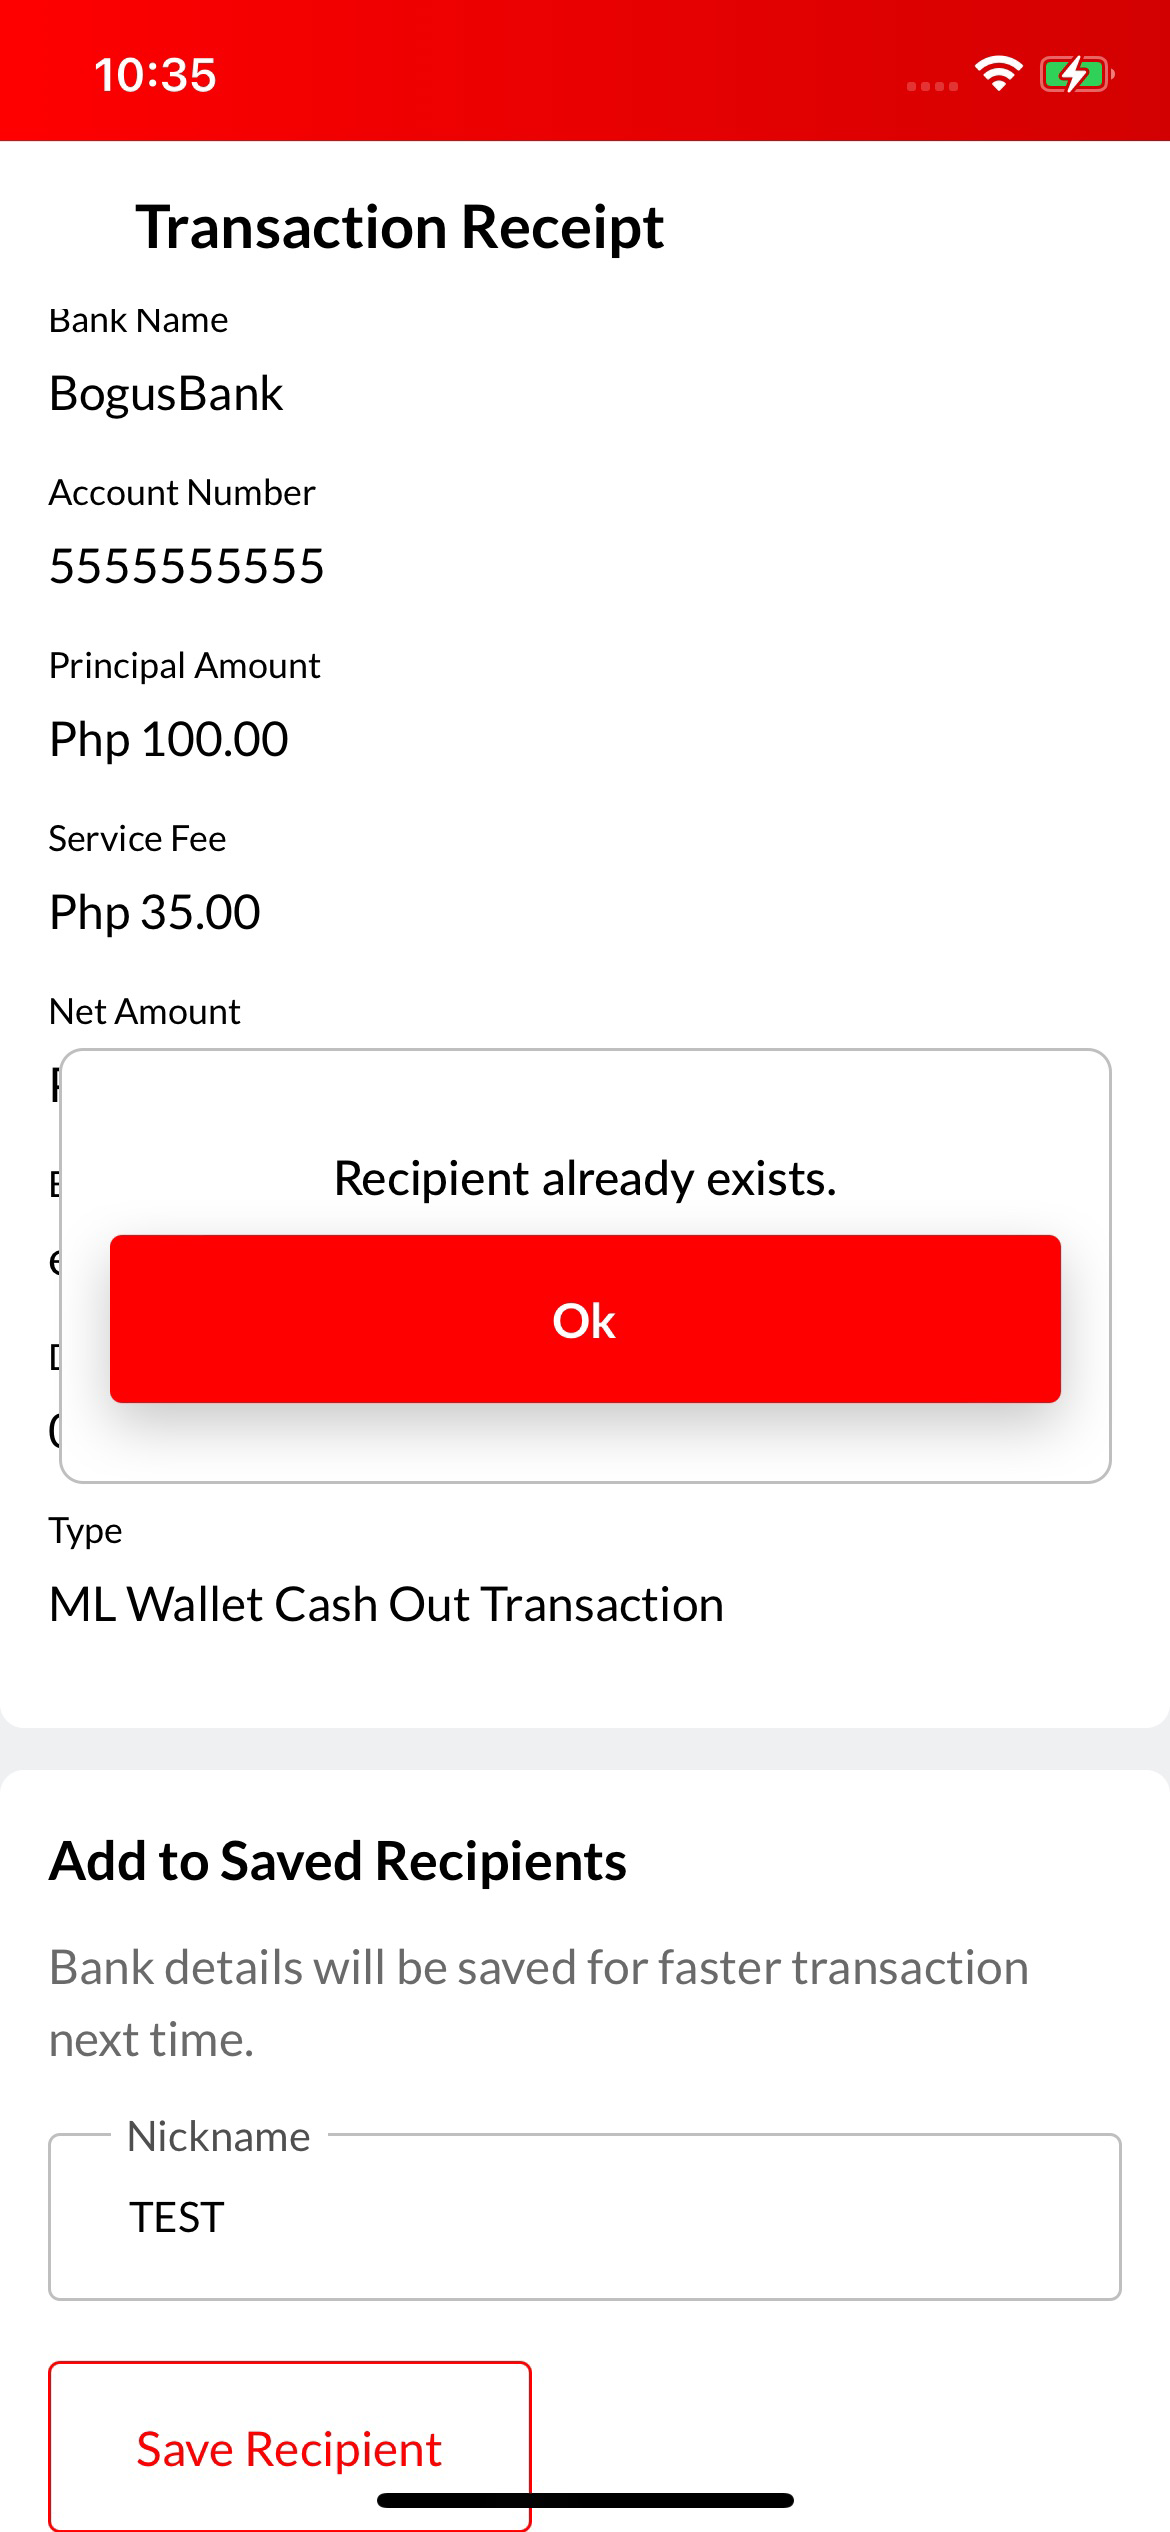 10:35
Transaction Receipt
Bank Name
BogusBank
Account Number
5555555555
Principal Amount
Php 100.00
Service Fee
Php 35.00
Net Amount
Recipient already exists.
Ok
Type
ML Wallet Cash Out Transaction
Add to Saved Recipients
Bank details will be saved for faster transaction
next time.
Nickname
TEST
Save Recipient